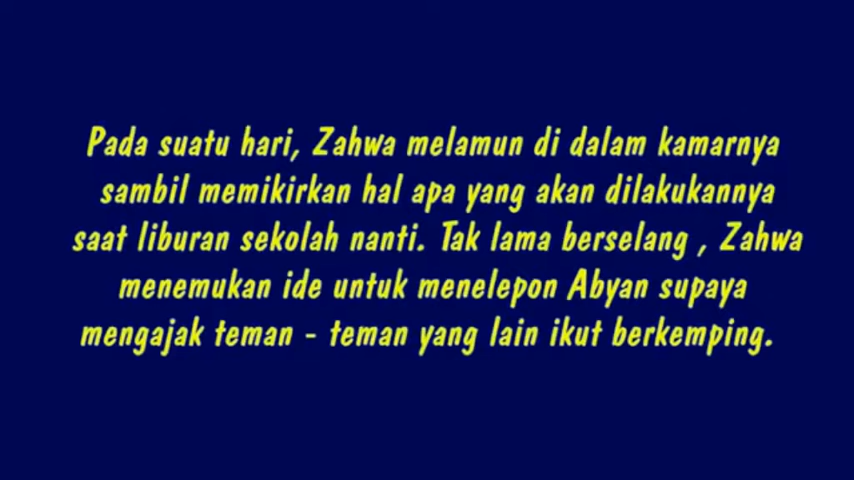 Pada suatu hari, Zahwa melamun di dalam kamarnya
sambil memikirkan hal apa yang akan dilakukannya
saat liburan sekolah nanti. Tak lama berselang , Zahwa
menemukan ide untuk menelepon Abyan supaya
mengajak teman - teman yang lain ikut berkemping.